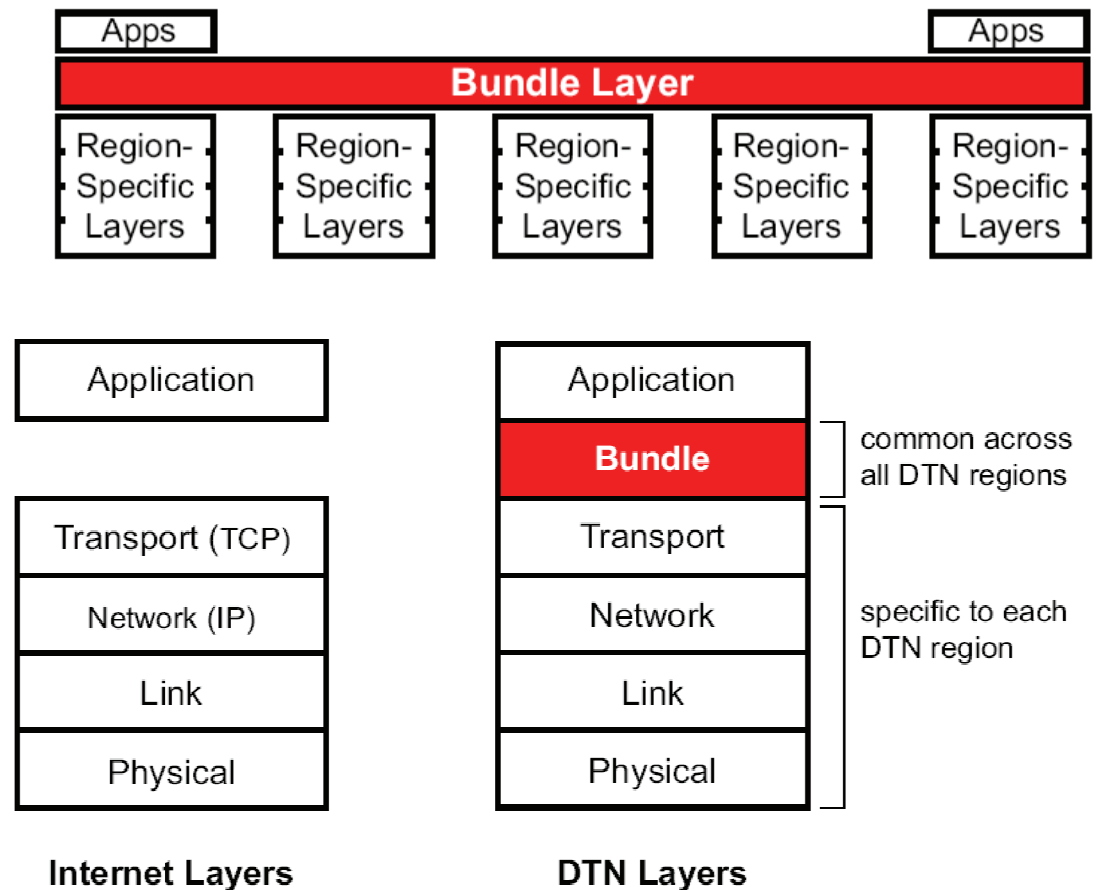 Apps
Apps
Bundle Layer
Region-
Specific
Layers
Region-
Specific
Layers
Region-
Specific
Layers
Region-
Specific
Layers
Region-
Specific
Layers
Application
Transport (TCP)
Network (IP)
Link
Physical
Internet Layers
Application
Bundle
Transport
Network
Link
Physical
DTN Layers
common across
all DTN regions
specific to each
DTN region